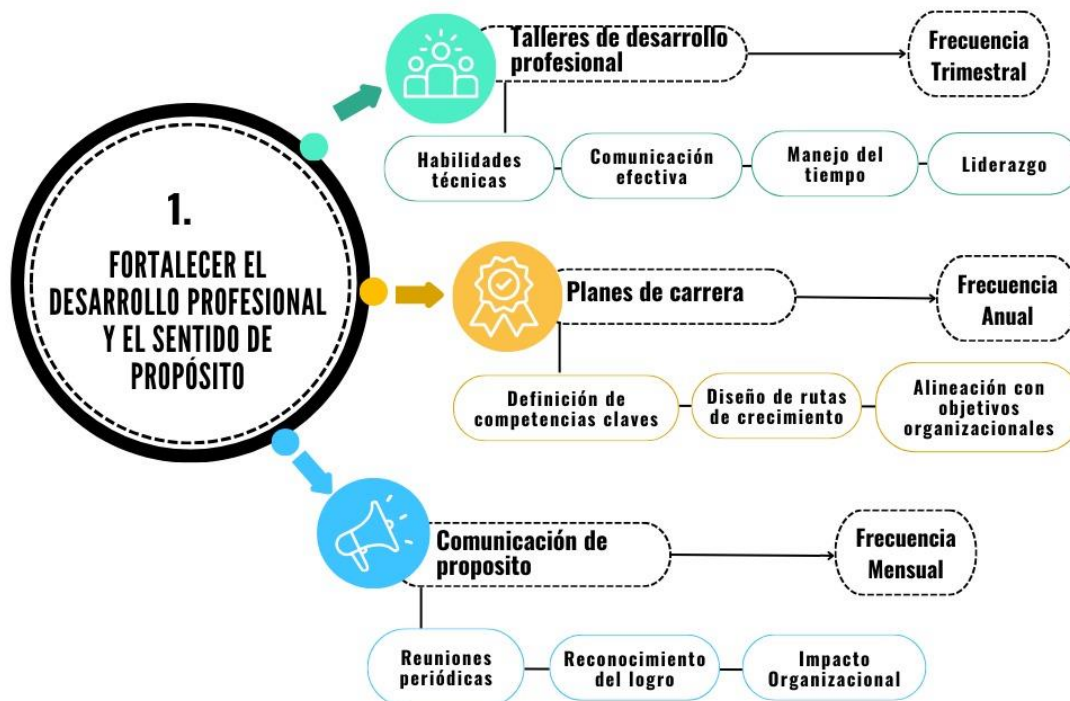 1.
FORTALECER EL
DESARROLLO PROFESIONAL
Y EL SENTIDO DE
PROPÓSITO
Talleres de desarrollo
profesional
Frecuencia
Trimestral
Habilidades
técnicas
Comunicación
efectiva
Manejo del
tiempo
Liderazgo
Planes de carrera
Frecuencia
Anual
Definición de
competencias claves
Diseño de rutas
de crecimiento
Alineación con
objetivos
organizacionales
Comunicación de
proposito
Frecuencia
Mensual
Reuniones
periódicas
Reconocimiento
del logro
Impacto
Organizacional